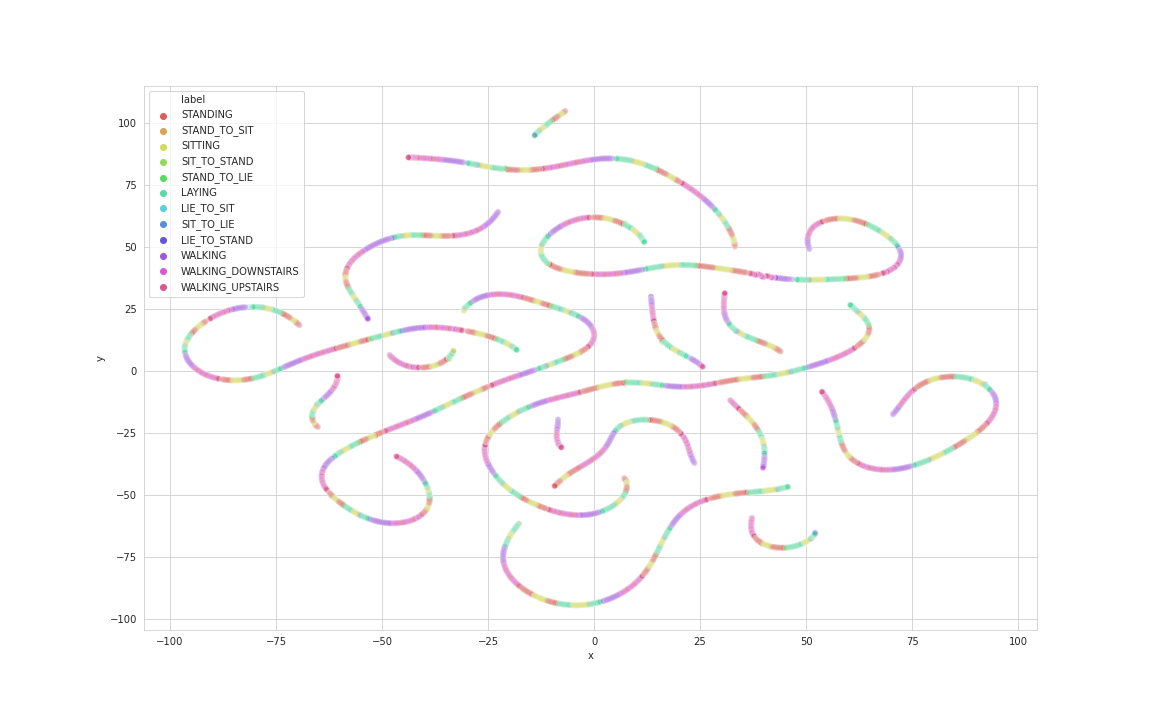 label
STANDING
STAND_TO_SIT
SITTING
SIT_TO_STAND
STAND_TO_LIE
LAYING
LIE_TO_SIT
SIT_TO_LIE
LIE_TO_STAND
WALKING
WALKING_DOWNSTAIRS
WALKING_UPSTAIRS
100
75
50
25
0
−25
−50
−75
−100
y
−100 −75 −50 −25 0 25 50 75 100
x